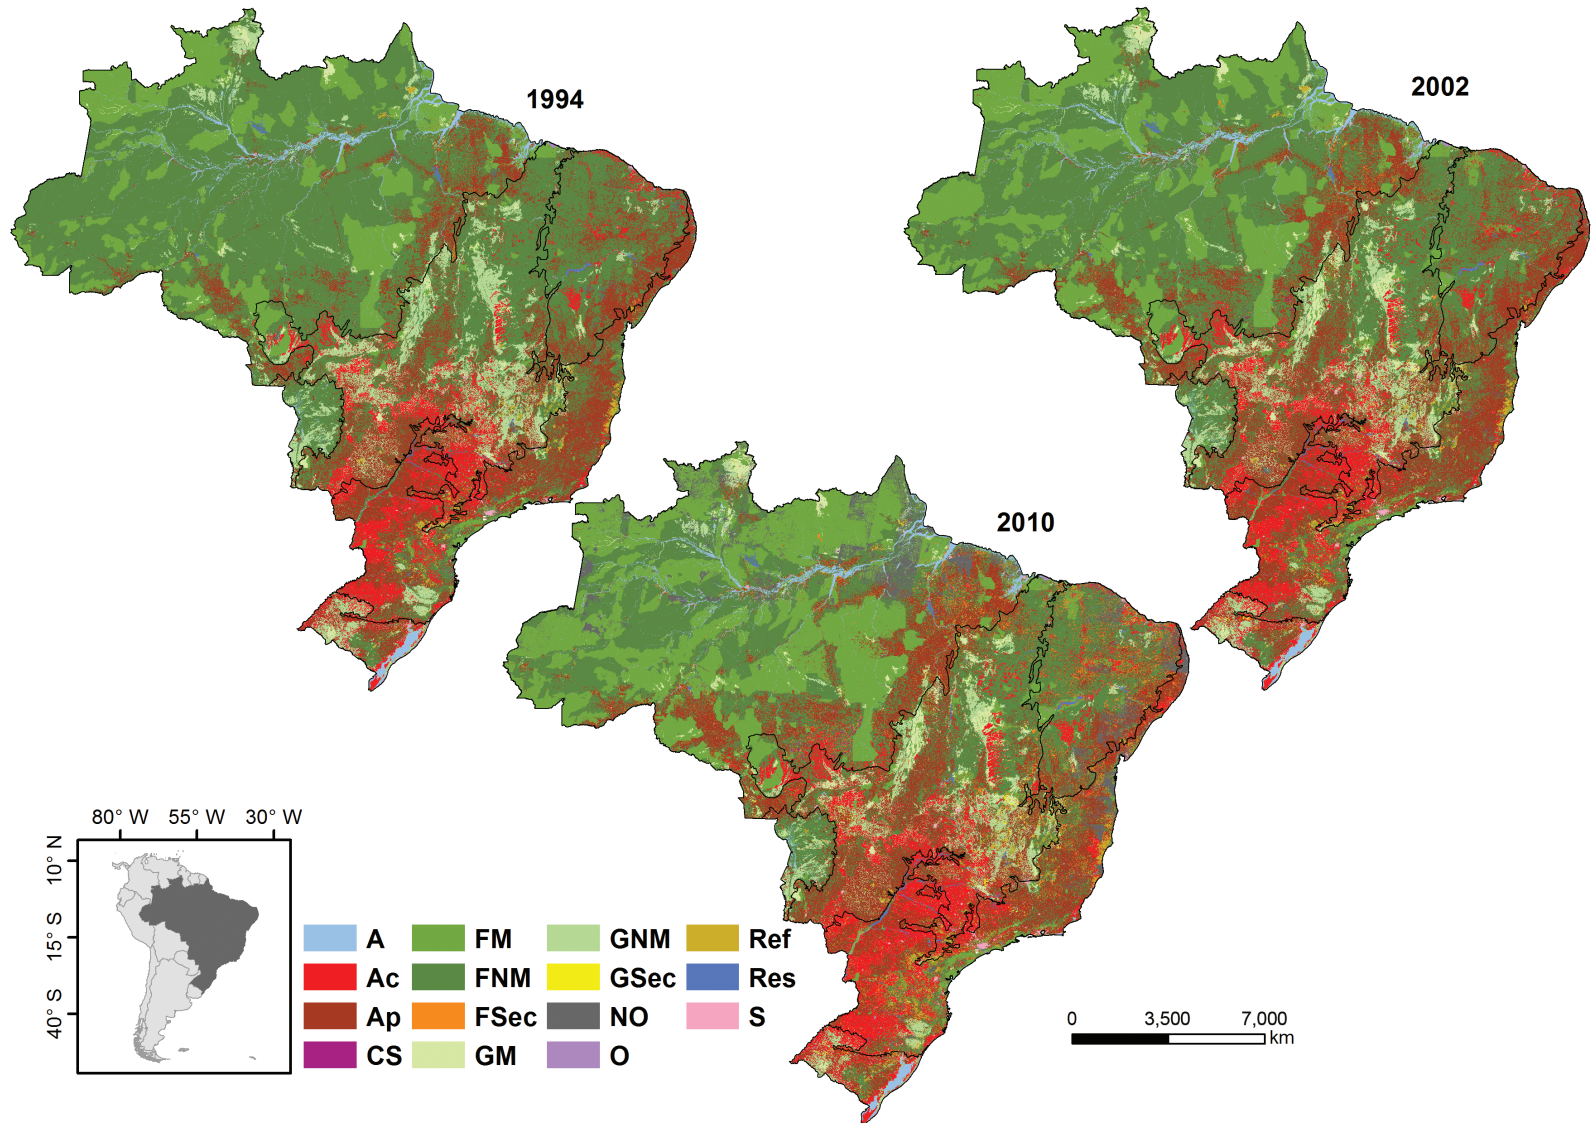 1994
2002
2010
80° W 55° W 30° W
10° N
15° S
40° S
A FM GNM Ref
Ac FNM GSec Res
Ap FSec NO S
CS GM O
0 3,500 7,000
km